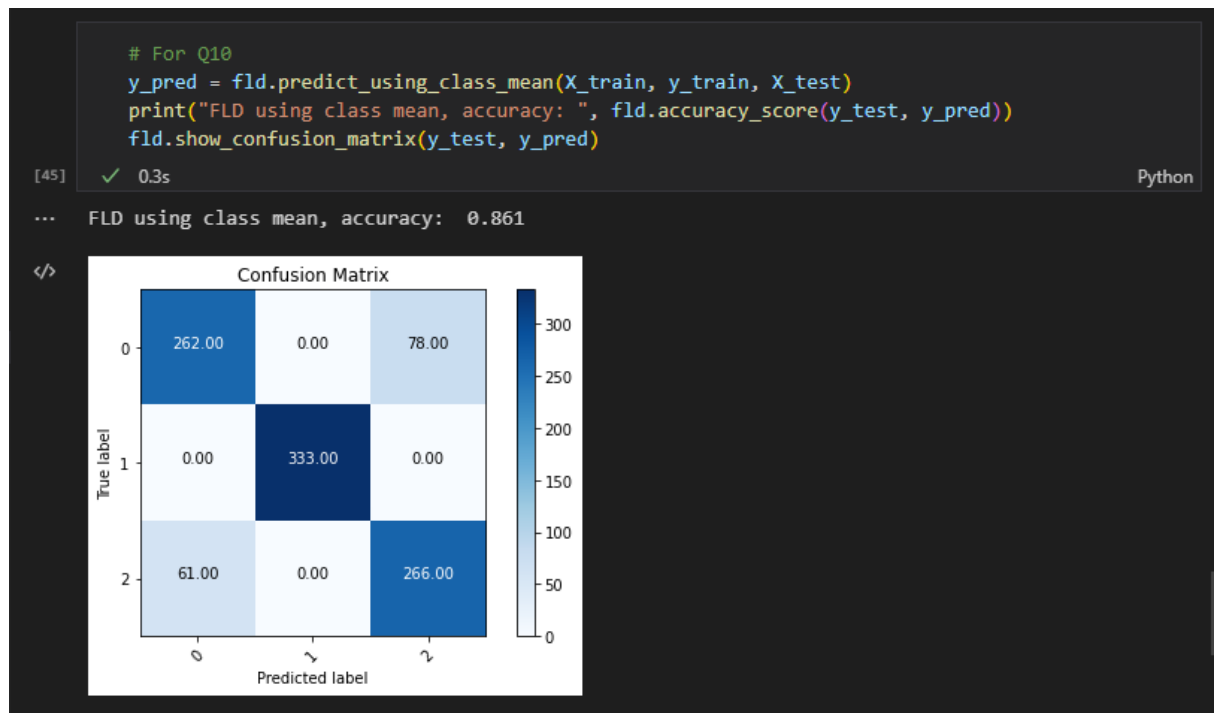 # For Q10
y_pred = fld.predict_using_class_mean(X_train, y_train, X_test)
print("FLD using class mean, accuracy: ", fld.accuracy_score(y_test, y_pred))
fld.show_confusion_matrix(y_test, y_pred)
[45] ✓ 0.3s Python
... FLD using class mean, accuracy:  0.861
</>
Confusion Matrix
0 262.00 0.00 78.00
1 0.00 333.00 0.00
2 61.00 0.00 266.00
True label
0 1 2
Predicted label
300
250
200
150
100
50
0